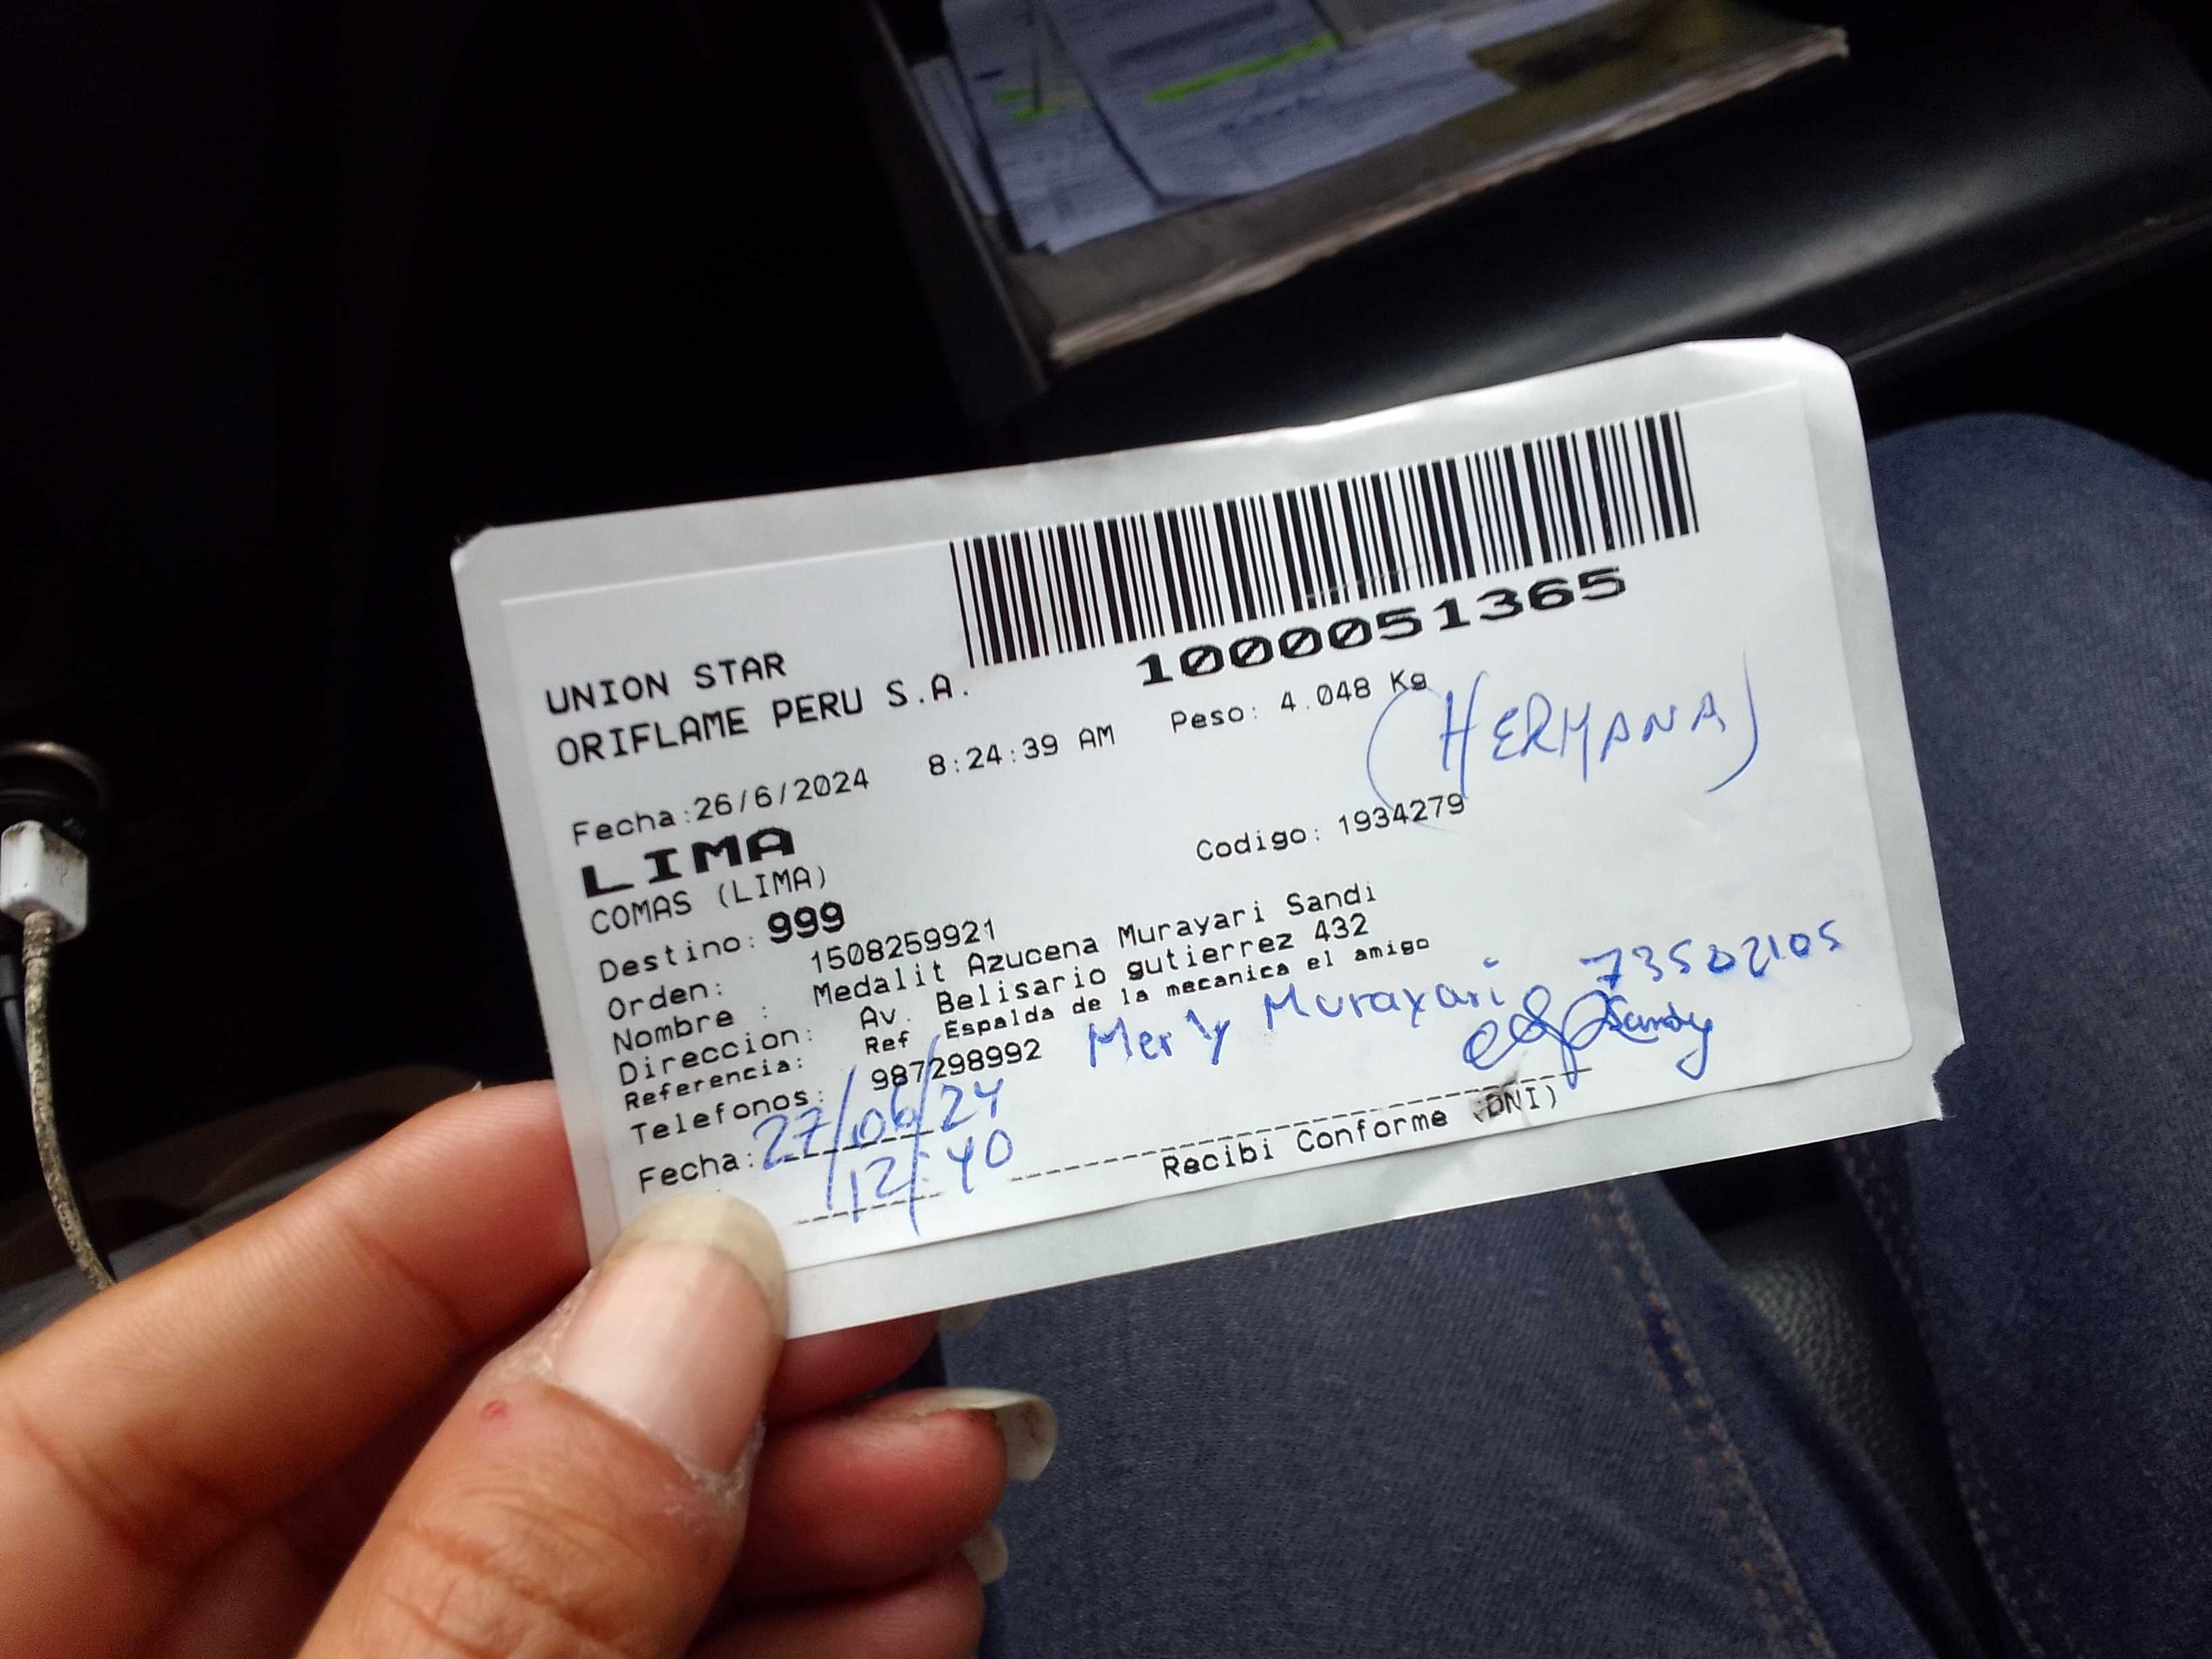 1000051365
UNION STAR
ORIFLAME PERU S.A.
Fecha:26/6/2024 8:24:39 AM Peso: 4.048 Kg
(HERMANA)
LIMA
COMAS (LIMA) Codigo: 1934279
Destino: 999
Orden: 1508259921
Nombre : Medalit Azucena Murayari Sandi
Direccion: Av. Belisario gutierrez 432
Referencia: Ref Espalda de la mecanica el amigo
Telefonos: 987298992
Merly Murayari 73502105
Sandy
Fecha: 27/06/24
12:40
Recibi Conforme (DNI)